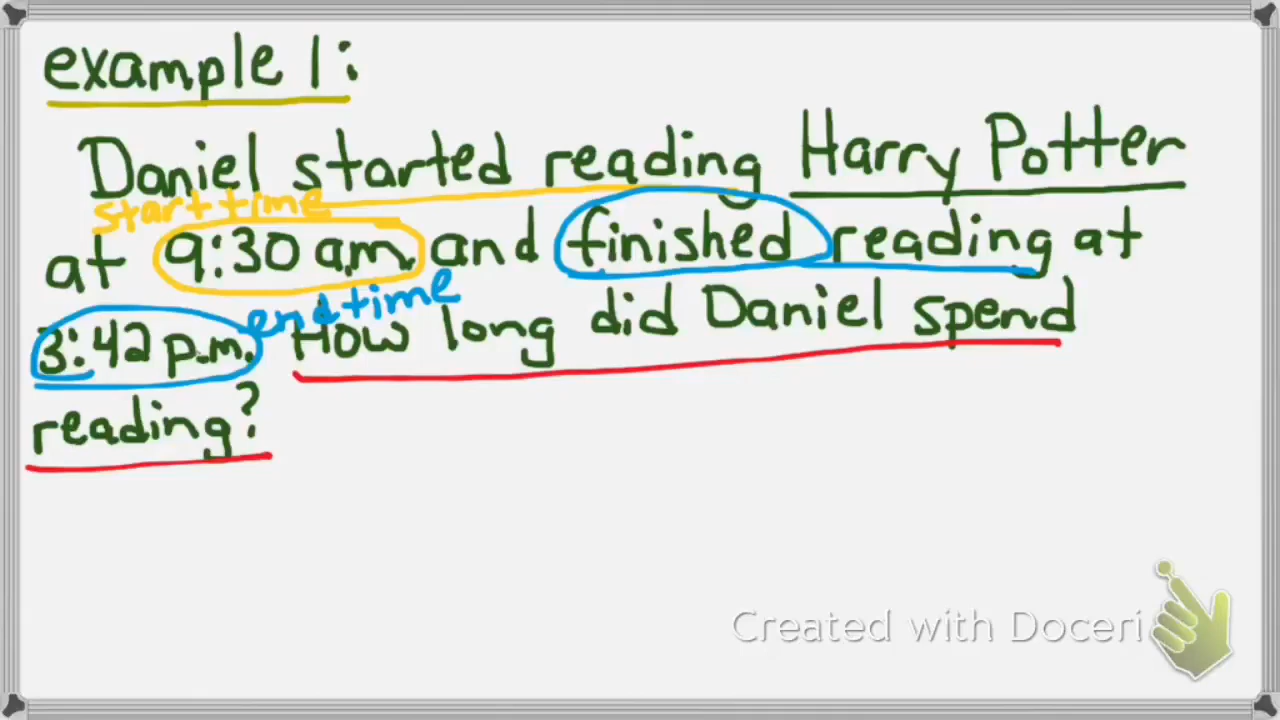 example 1:
Daniel started reading Harry Potter
start time
at 9:30 a.m. and finished reading at
end time
3:42 p.m. How long did Daniel spend
reading?
Created with Doceri